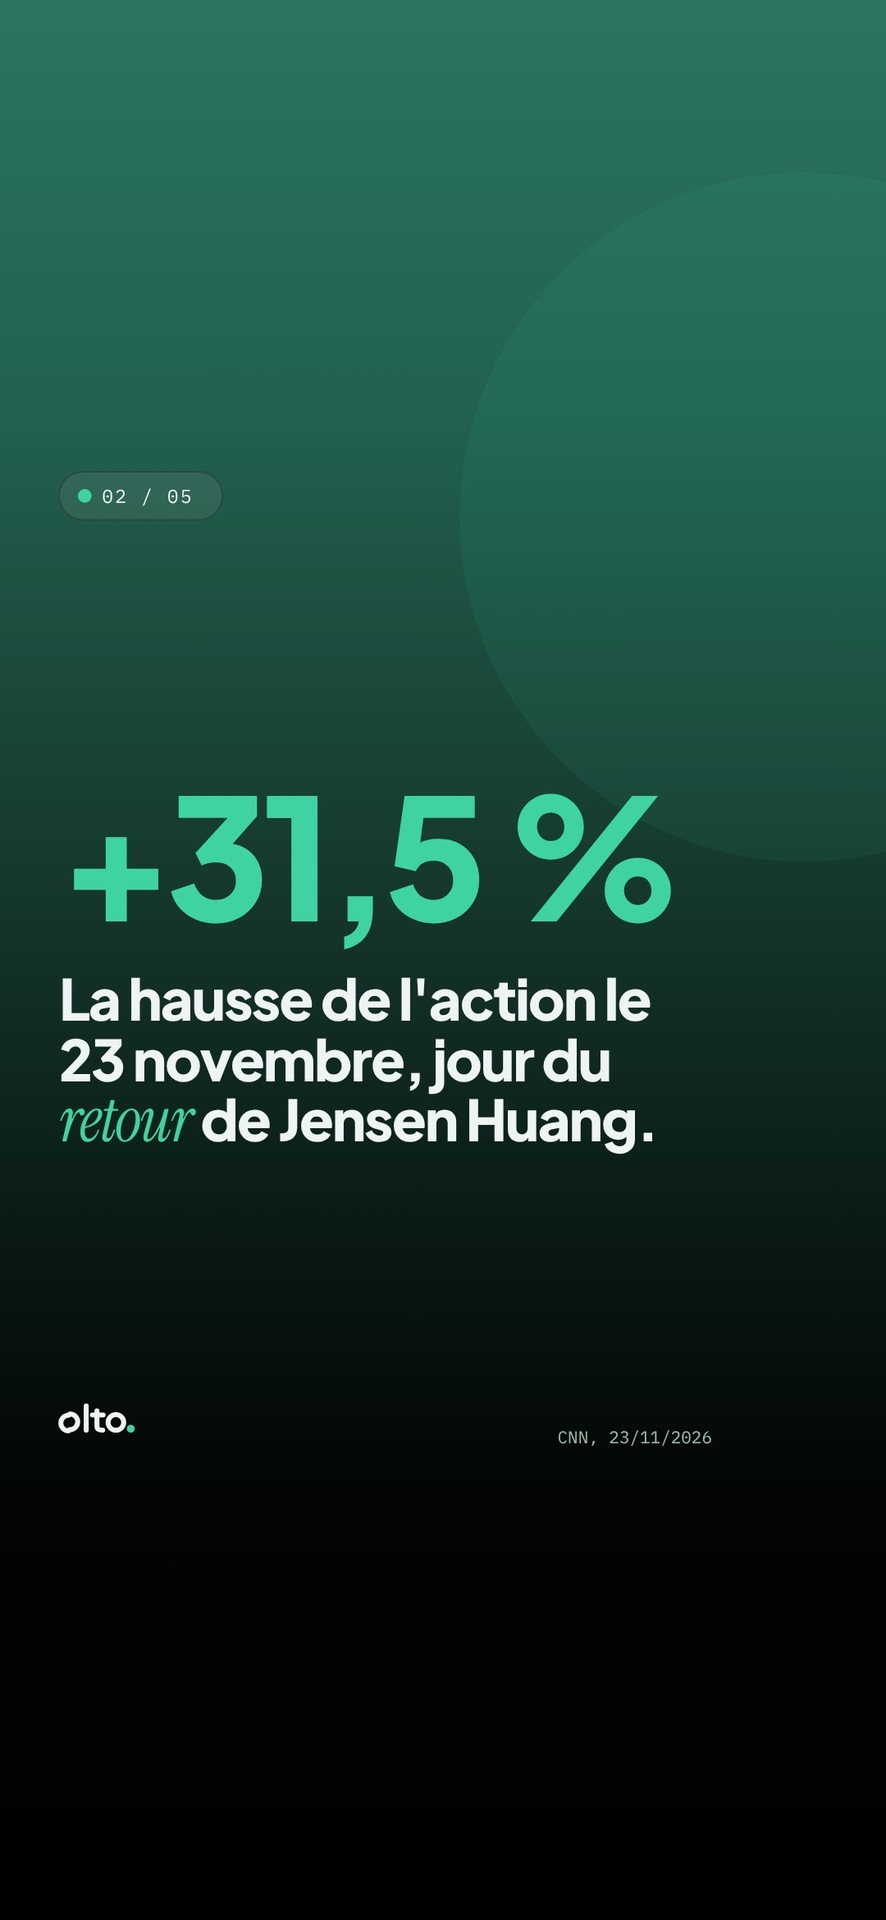 02 / 05
+31,5 %
La hausse de l'action le
23 novembre, jour du
retour de Jensen Huang.
olto.
CNN, 23/11/2026